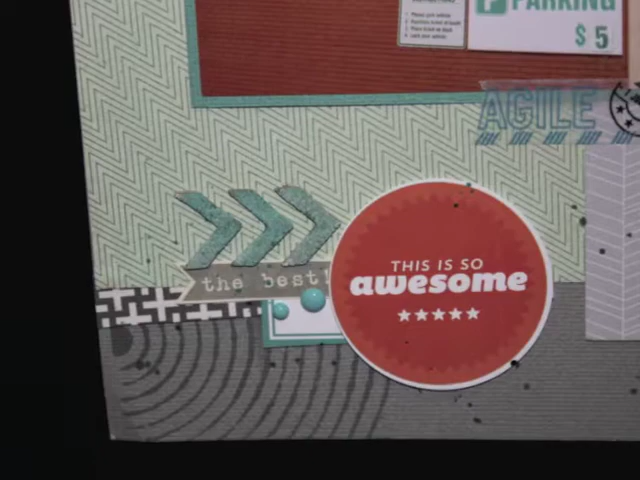 P PARKING
$5
AGILE
the best!
THIS IS SO
awesome